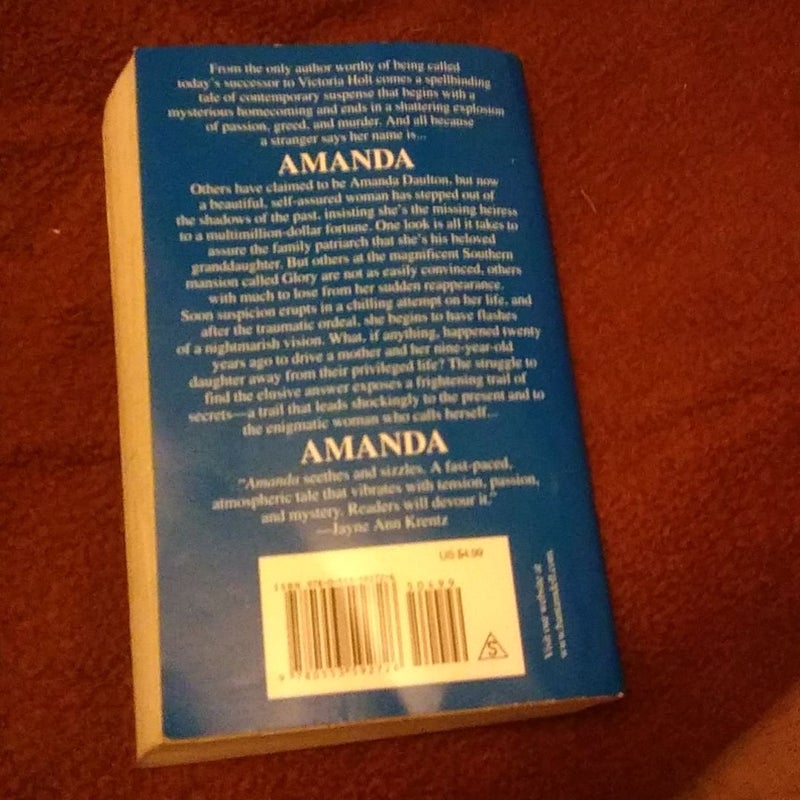 From the only author worthy of being called
today's successor to Victoria Holt comes a spellbinding
tale of contemporary suspense that begins with a
mysterious homecoming and ends in a shattering explosion
of passion, greed, and murder. And all because
a stranger says her name is...
AMANDA
Others have claimed to be Amanda Daulton, but now
a beautiful, self-assured woman has stepped out of
the shadows of the past, insisting she's the missing heiress
to a multimillion-dollar fortune. One look is all it takes to
assure the family patriarch that she's his beloved
granddaughter. But others at the magnificent Southern
mansion called Glory are not as easily convinced, others
with much to lose from her sudden reappearance.
Soon suspicion erupts in a chilling attempt on her life, and
after the traumatic ordeal, she begins to have flashes
of a nightmarish vision. What, if anything, happened twenty
years ago to drive a mother and her nine-year-old
daughter away from their privileged life? The struggle to
find the elusive answer exposes a frightening trail of
secrets—a trail that leads shockingly to the present and to
the enigmatic woman who calls herself...
AMANDA
"Amanda seethes and sizzles. A fast-paced,
atmospheric tale that vibrates with tension, passion,
and mystery. Readers will devour it."
—Jayne Ann Krentz
US $4.99
ISBN
50499
S
Visit our website at
www.bantamdell.com